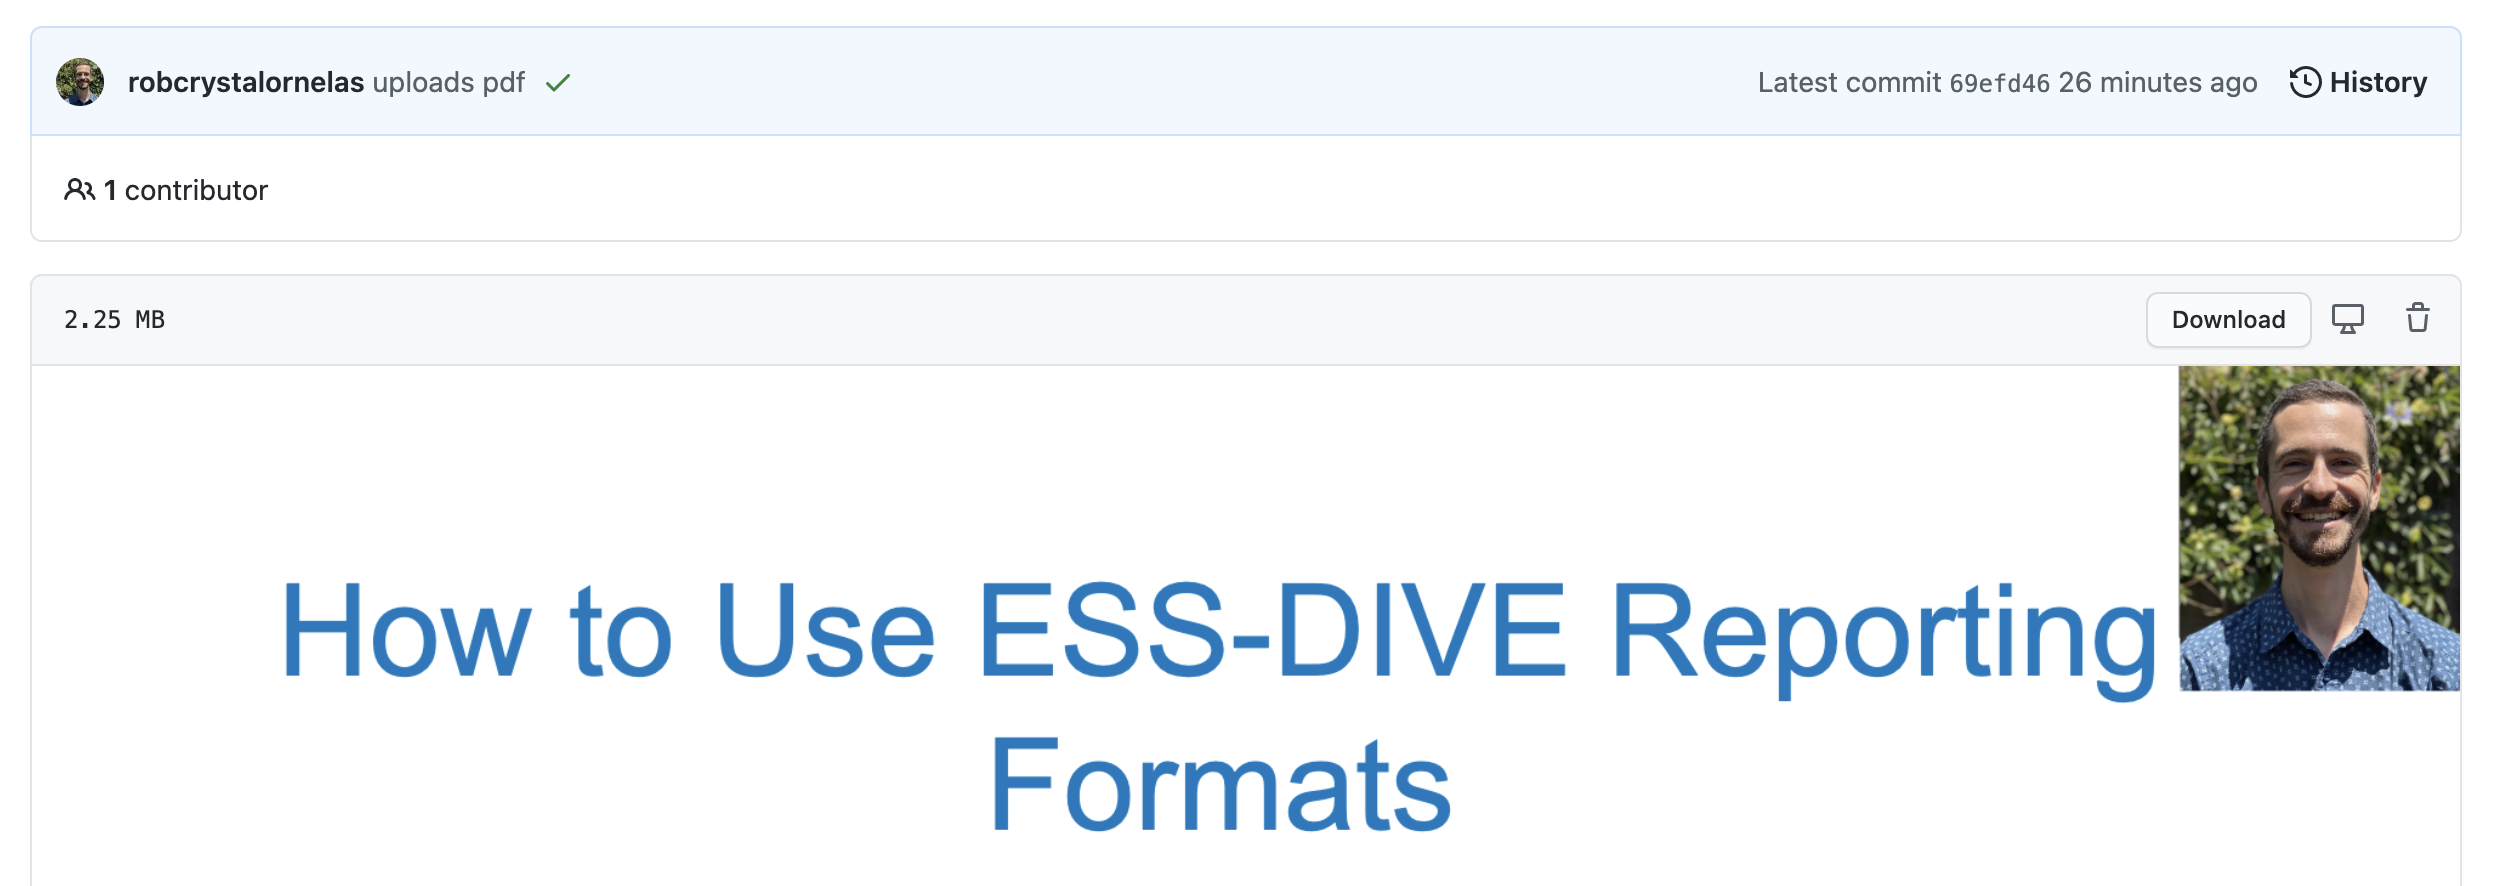 robcrystalornelas uploads pdf
Latest commit 69efd46 26 minutes ago
History
1 contributor
2.25 MB
Download
How to Use ESS-DIVE Reporting
Formats